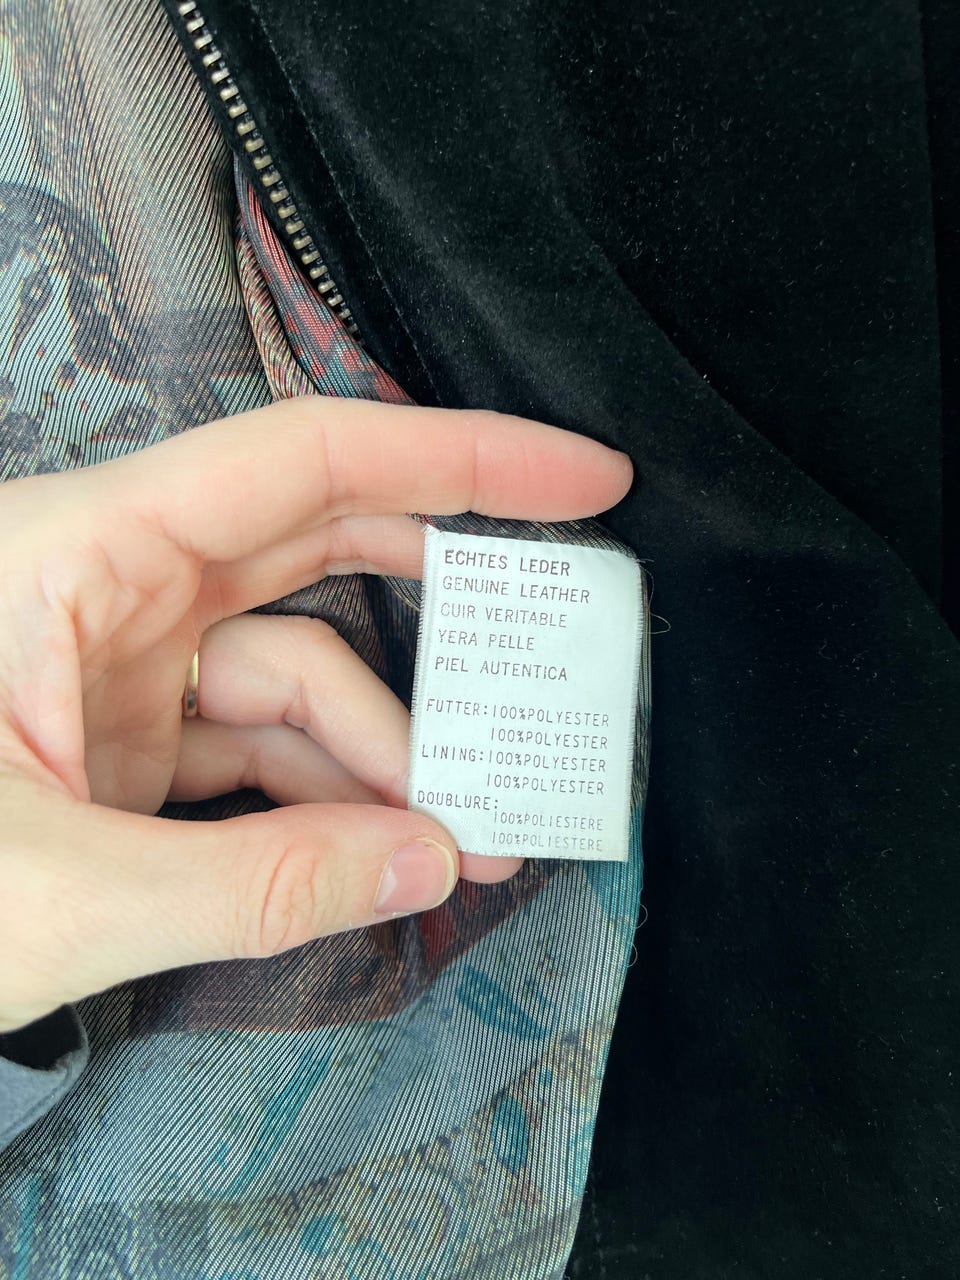 ECHTES LEDER
GENUINE LEATHER
CUIR VERITABLE
YERA PELLE
PIEL AUTENTICA
FUTTER:100%POLYESTER
100%POLYESTER
LINING:100%POLYESTER
100%POLYESTER
DOUBLURE:
100%POLIESTERE
100%POLIESTERE